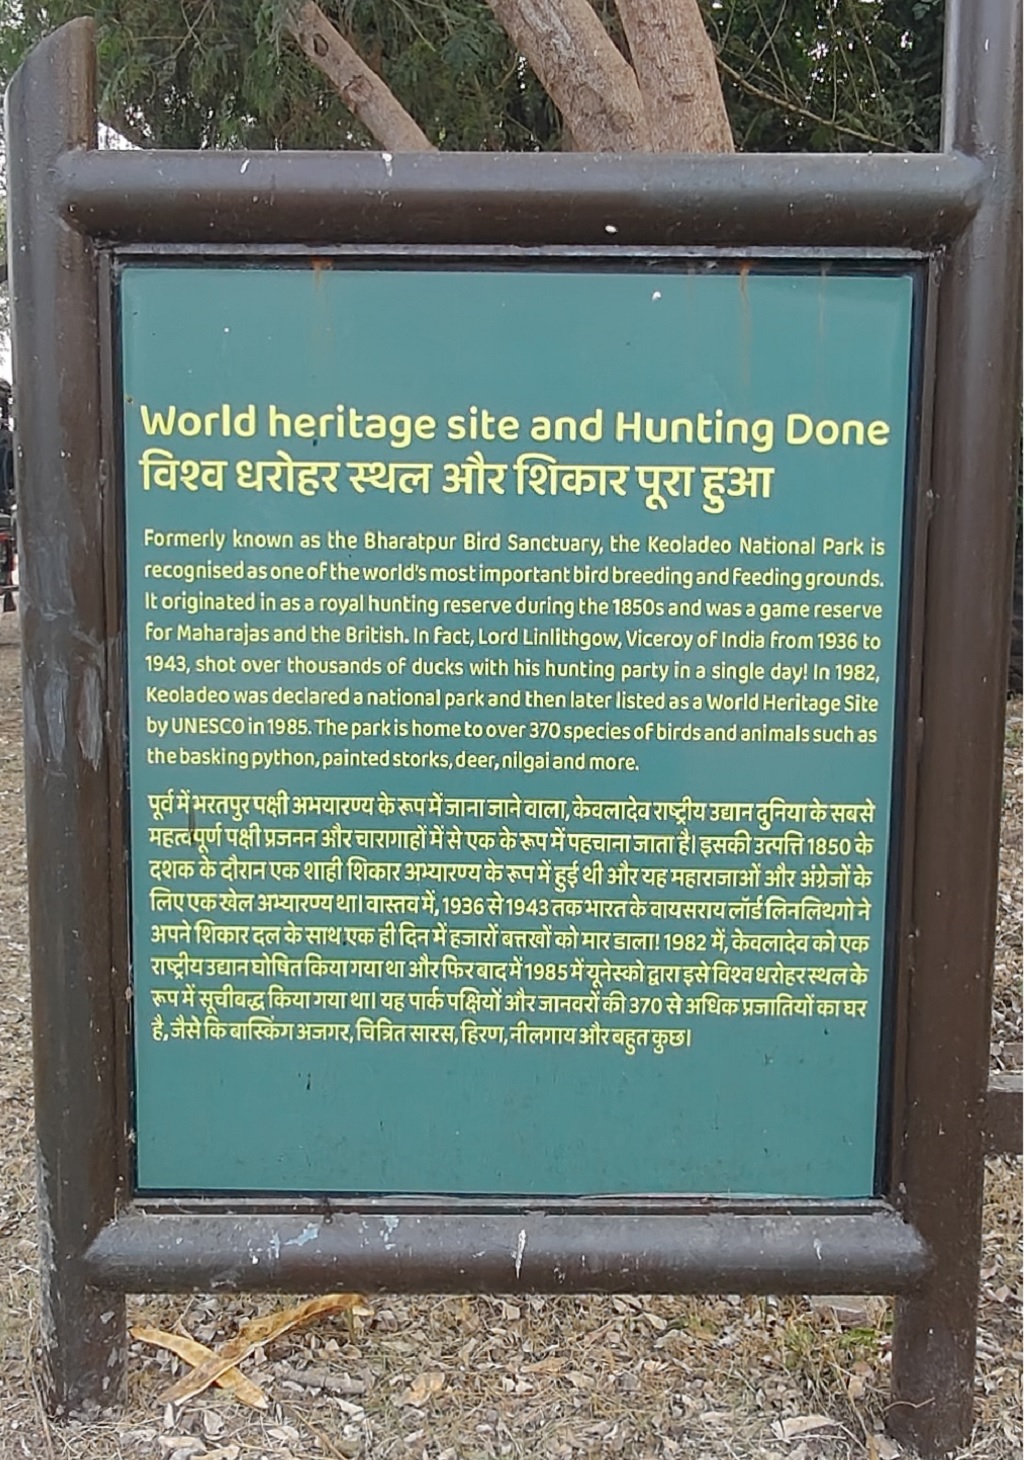 World heritage site and Hunting Done
विश्व धरोहर स्थल और शिकार पूरा हुआ
Formerly known as the Bharatpur Bird Sanctuary, the Keoladeo National Park is
recognised as one of the world's most important bird breeding and feeding grounds.
It originated in as a royal hunting reserve during the 1850s and was a game reserve
for Maharajas and the British. In fact, Lord Linlithgow, Viceroy of India from 1936 to
1943, shot over thousands of ducks with his hunting party in a single day! In 1982,
Keoladeo was declared a national park and then later listed as a World Heritage Site
by UNESCO in 1985. The park is home to over 370 species of birds and animals such as
the basking python, painted storks, deer, nilgai and more.
पूर्व में भरतपुर पक्षी अभयारण्य के रूप में जाना जाने वाला, केवलादेव राष्ट्रीय उद्यान दुनिया के सबसे
महत्वपूर्ण पक्षी प्रजनन और चारागाहों में से एक के रूप में पहचाना जाता है। इसकी उत्पत्ति 1850 के
दशक के दौरान एक शाही शिकार अभ्यारण्य के रूप में हुई थी और यह महाराजाओं और अंग्रेजों के
लिए एक खेल अभ्यारण्य था। वास्तव में, 1936 से 1943 तक भारत के वायसराय लॉर्ड लिनलिथगो ने
अपने शिकार दल के साथ एक ही दिन में हजारों बत्तखों को मार डाला! 1982 में, केवलादेव को एक
राष्ट्रीय उद्यान घोषित किया गया था और फिर बाद में 1985 में यूनेस्को द्वारा इसे विश्व धरोहर स्थल के
रूप में सूचीबद्ध किया गया था। यह पार्क पक्षियों और जानवरों की 370 से अधिक प्रजातियों का घर
है, जैसे कि बास्किंग अजगर, चित्रित सारस, हिरण, नीलगाय और बहुत कुछ।